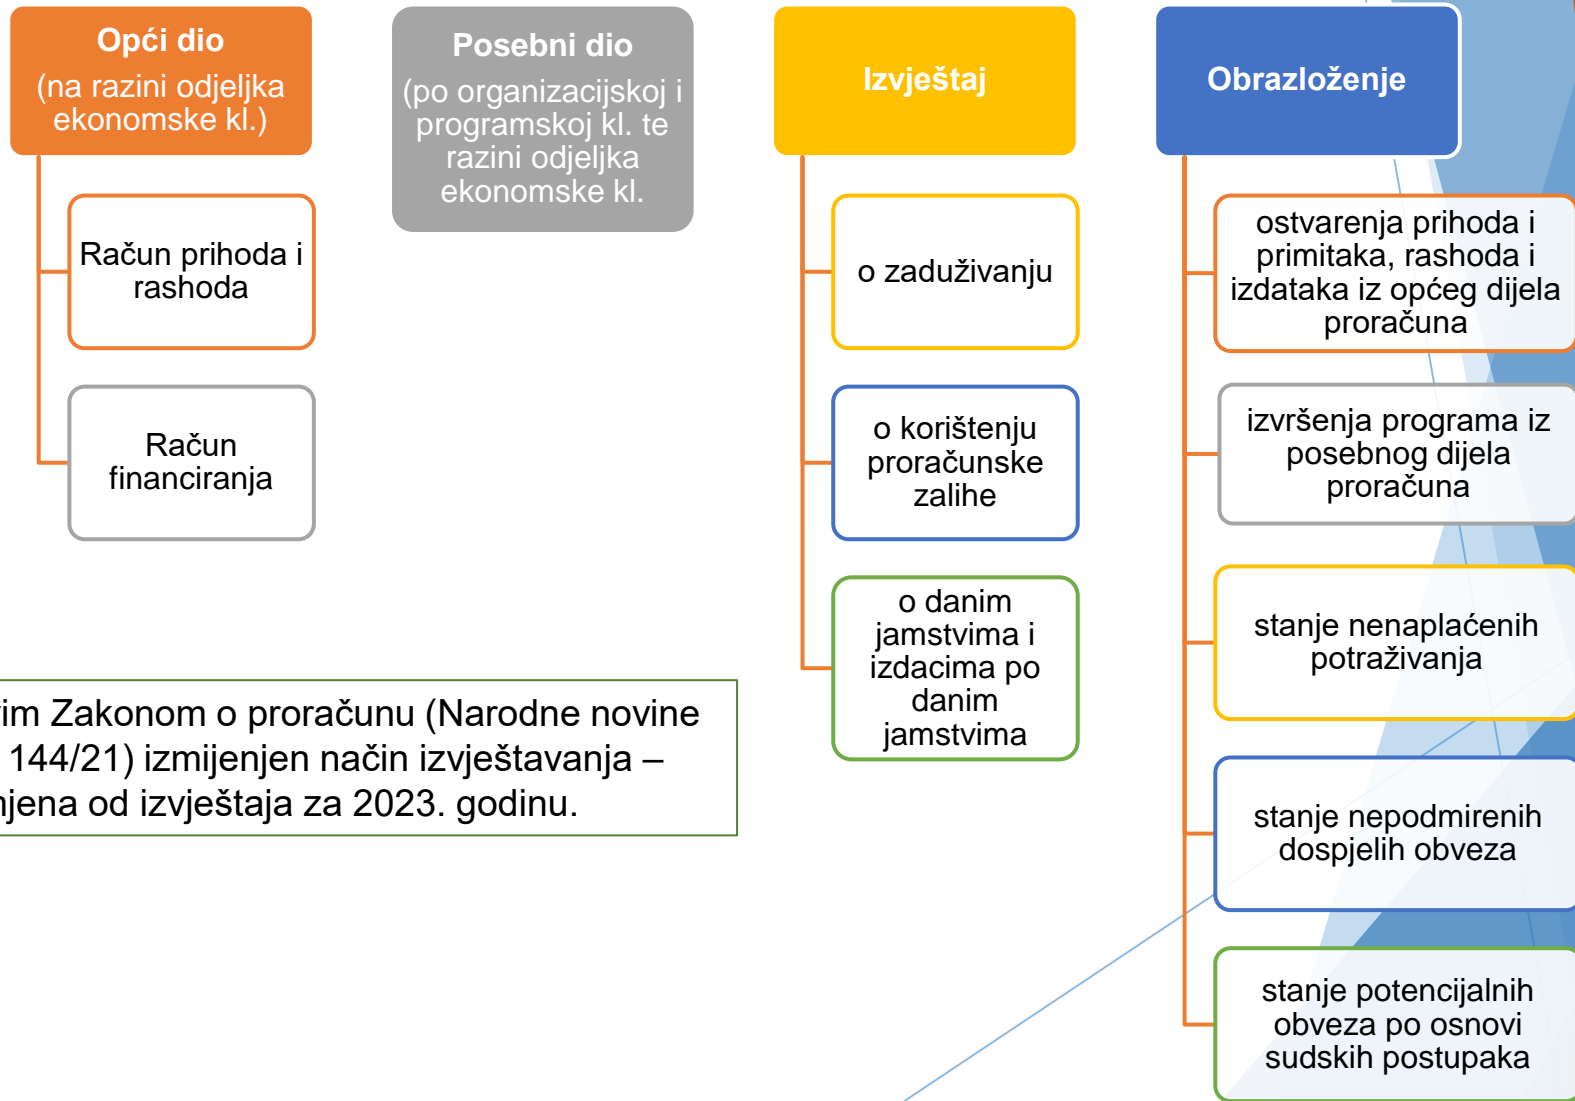 Opći dio
(na razini odjeljka
ekonomske kl.)
Račun prihoda i
rashoda
Račun
financiranja
Posebni dio
(po organizacijskoj i
programskoj kl. te
razini odjeljka
ekonomske kl.
Izvještaj
o zaduživanju
o korištenju
proračunske
zalihe
o danim
jamstvima i
izdacima po
danim
jamstvima
Obrazloženje
ostvarenja prihoda i
primitaka, rashoda i
izdataka iz općeg dijela
proračuna
izvršenja programa iz
posebnog dijela
proračuna
stanje nenaplaćenih
potraživanja
stanje nepodmirenih
dospjelih obveza
stanje potencijalnih
obveza po osnovi
sudskih postupaka
Zakonom o proračunu (Narodne novine
144/21) izmijenjen način izvještavanja –
od izvještaja za 2023. godinu.